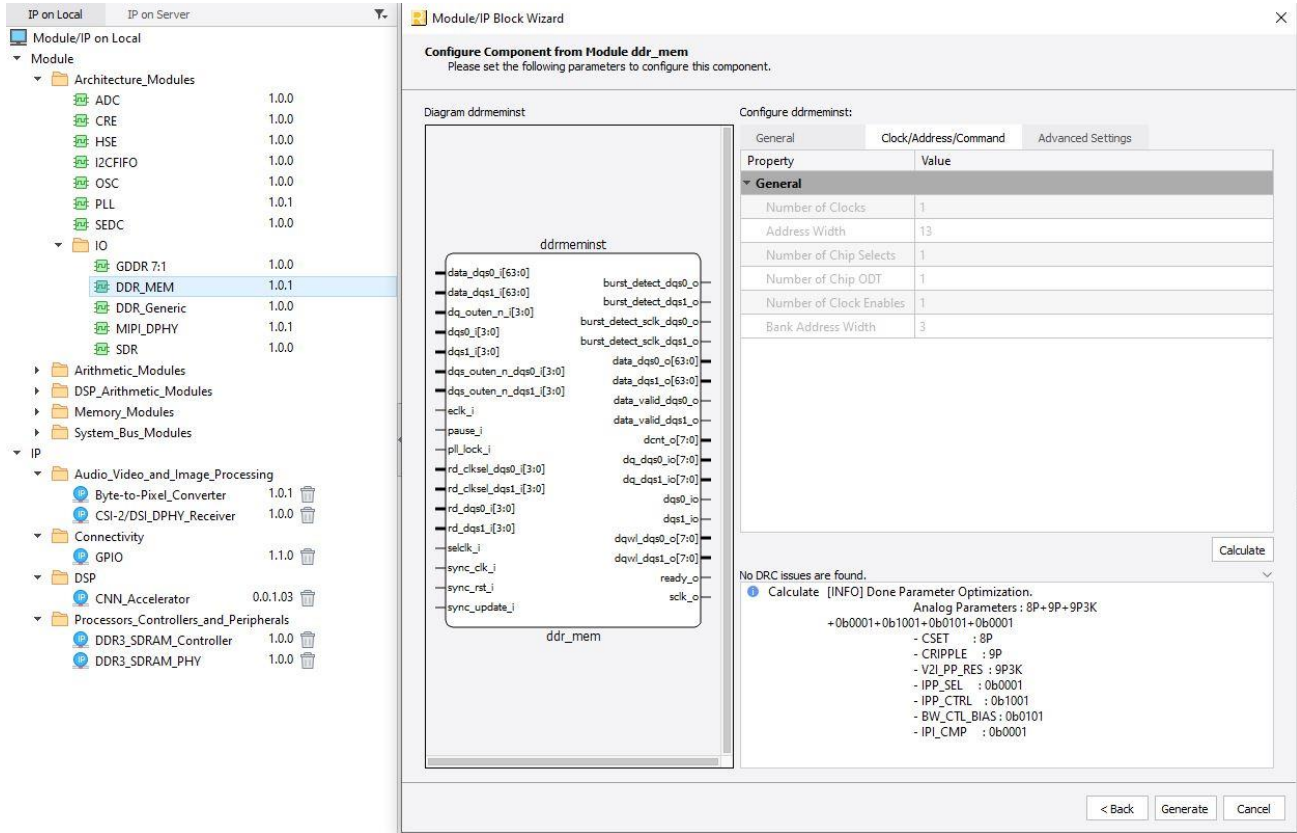 IP on Local IP on Server
Module/IP on Local
Module
Architecture_Modules
ADC 1.0.0
CRE 1.0.0
HSE 1.0.0
I2CFIFO 1.0.0
OSC 1.0.0
PLL 1.0.1
SEDC 1.0.0
IO
GDDR 7:1 1.0.0
DDR_MEM 1.0.1
DDR_Generic 1.0.0
MIPI_DPHY 1.0.1
SDR 1.0.0
Arithmetic_Modules
DSP_Arithmetic_Modules
Memory_Modules
System_Bus_Modules
IP
Audio_Video_and_Image_Processing
Byte-to-Pixel_Converter 1.0.1
CSI-2/DSI_DPHY_Receiver 1.0.0
Connectivity
GPIO 1.1.0
DSP
CNN_Accelerator 0.0.1.03
Processors_Controllers_and_Peripherals
DDR3_SDRAM_Controller 1.0.0
DDR3_SDRAM_PHY 1.0.0
Module/IP Block Wizard
Configure Component from Module ddr_mem
Please set the following parameters to configure this component.
Diagram ddrmeminst
ddrmeminst
data_dqs0_i[63:0]
data_dqs1_i[63:0]
dq_outen_n_i[3:0]
dqs0_i[3:0]
dqs1_i[3:0]
dqs_outen_n_dqs0_i[3:0]
dqs_outen_n_dqs1_i[3:0]
eclk_i
pause_i
pll_lock_i
rd_clksel_dqs0_i[3:0]
rd_clksel_dqs1_i[3:0]
rd_dqs0_i[3:0]
rd_dqs1_i[3:0]
selclk_i
sync_clk_i
sync_rst_i
sync_update_i
burst_detect_dqs0_o
burst_detect_dqs1_o
burst_detect_sclk_dqs0_o
burst_detect_sclk_dqs1_o
data_dqs0_o[63:0]
data_dqs1_o[63:0]
data_valid_dqs0_o
data_valid_dqs1_o
dcnt_o[7:0]
dq_dqs0_io[7:0]
dq_dqs1_io[7:0]
dqs0_io
dqs1_io
dqwl_dqs0_o[7:0]
dqwl_dqs1_o[7:0]
ready_o
sclk_o
ddr_mem
Configure ddrmeminst:
General Clock/Address/Command Advanced Settings
Property Value
General
Number of Clocks 1
Address Width 13
Number of Chip Selects 1
Number of Chip ODT 1
Number of Clock Enables 1
Bank Address Width 3
Calculate
No DRC issues are found.
Calculate [INFO] Done Parameter Optimization.
Analog Parameters : 8P+9P+9P3K
+0b0001+0b1001+0b0101+0b0001
- CSET : 8P
- CRIPPLE : 9P
- V2I_PP_RES : 9P3K
- IPP_SEL : 0b0001
- IPP_CTRL : 0b1001
- BW_CTL_BIAS : 0b0101
- IPI_CMP : 0b0001
< Back Generate Cancel